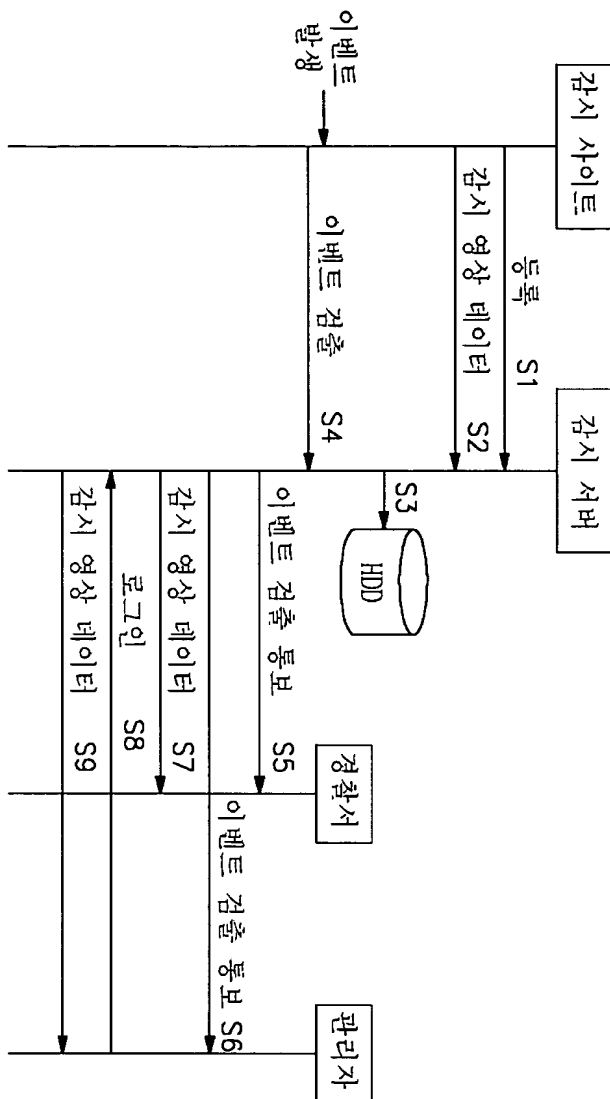 감시 사이트
감시 서버
경찰서
관리자
등록 S1
감시 영상 데이터 S2
S3
HDD
이벤트
발생
이벤트 검출 S4
이벤트 검출 통보 S5
이벤트 검출 통보 S6
감시 영상 데이터 S7
로그인 S8
감시 영상 데이터 S9